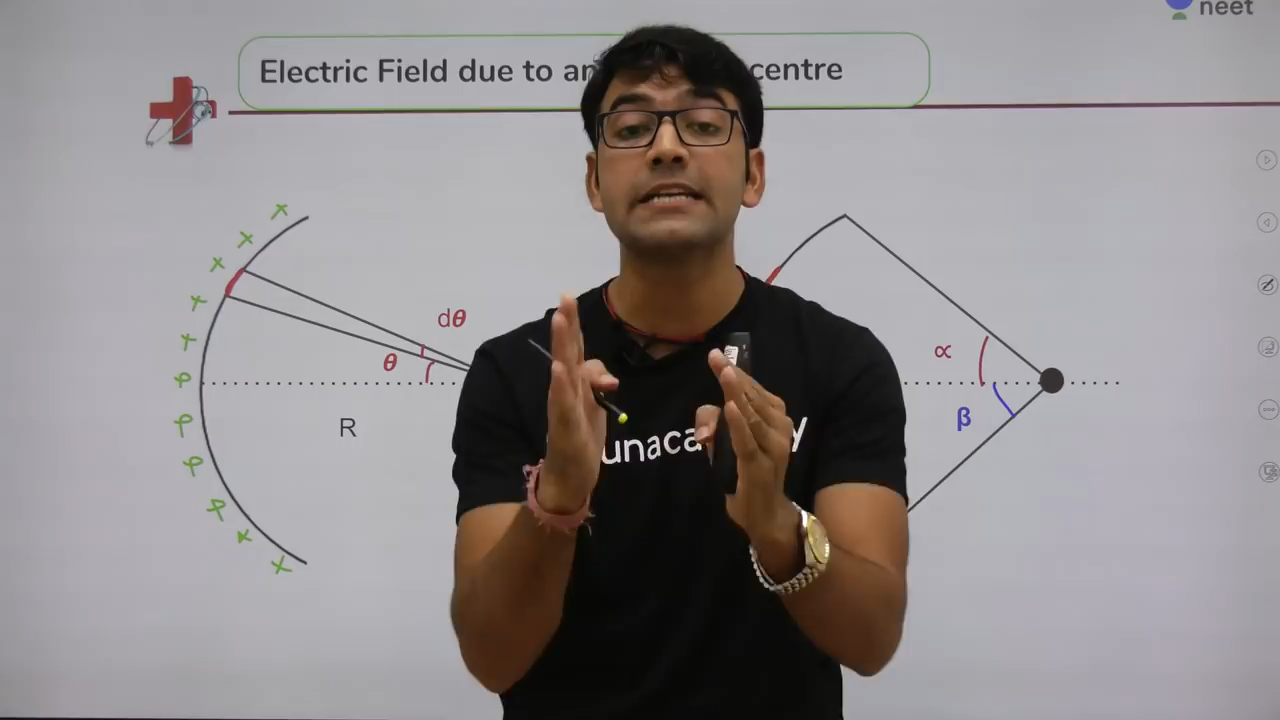 neet
Electric Field due to an centre
dθ
θ
R
α
β
unaca y